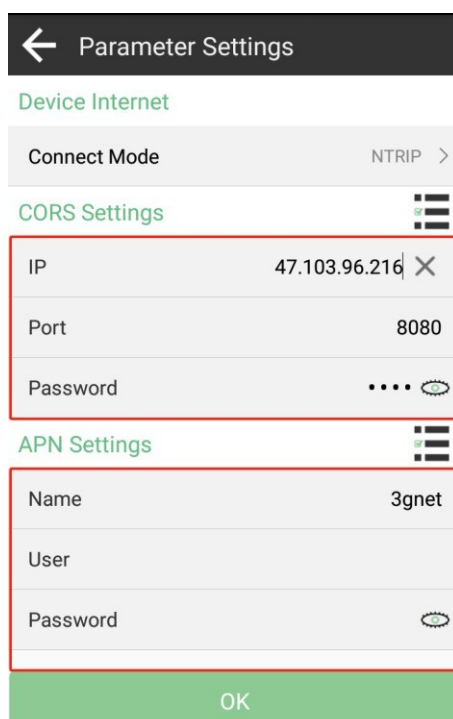 Parameter Settings
Device Internet
Connect Mode NTRIP
CORS Settings
IP 47.103.96.216
Port 8080
Password ••••
APN Settings
Name 3gnet
User
Password
OK